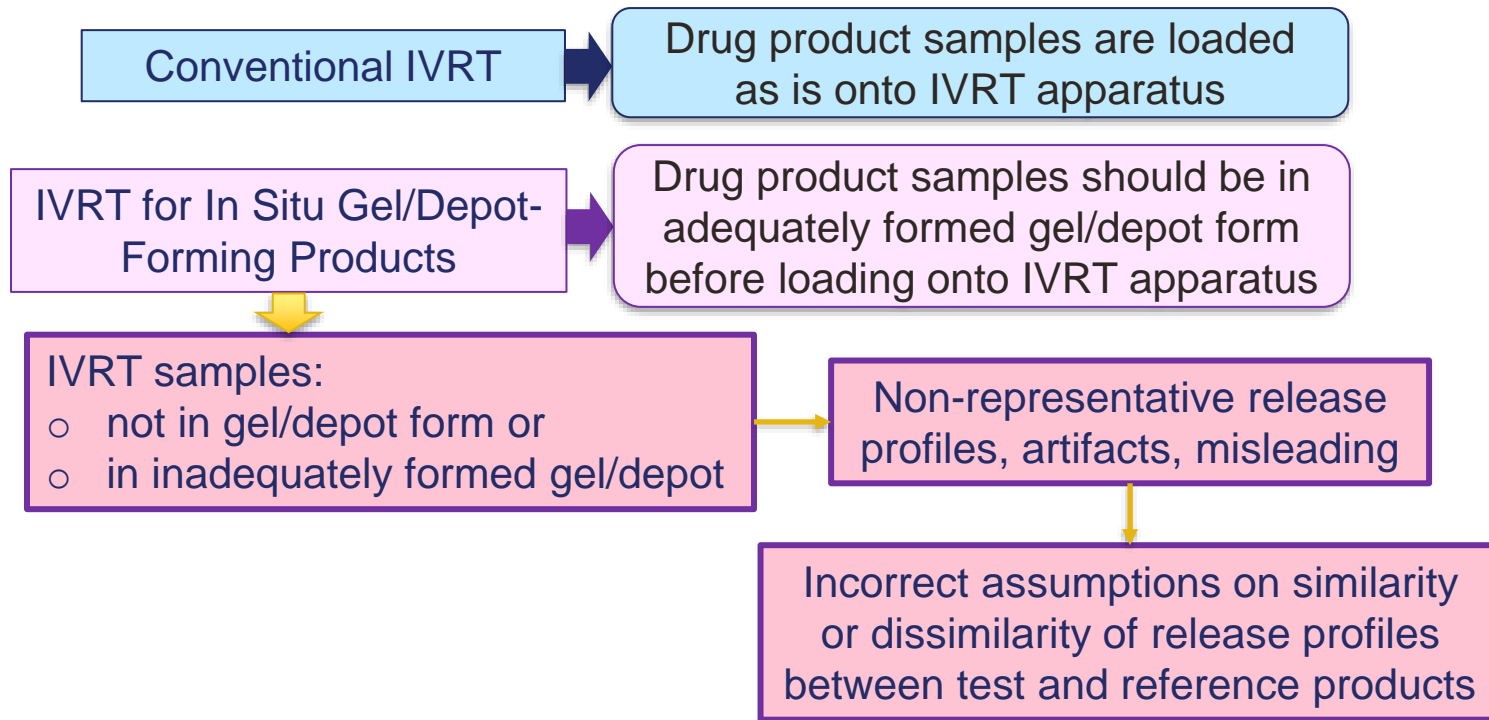 Conventional IVRT
Drug product samples are loaded
as is onto IVRT apparatus
IVRT for In Situ Gel/Depot-
Forming Products
Drug product samples should be in
adequately formed gel/depot form
before loading onto IVRT apparatus
IVRT samples:
o not in gel/depot form or
o in inadequately formed gel/depot
Non-representative release
profiles, artifacts, misleading
Incorrect assumptions on similarity
or dissimilarity of release profiles
between test and reference products